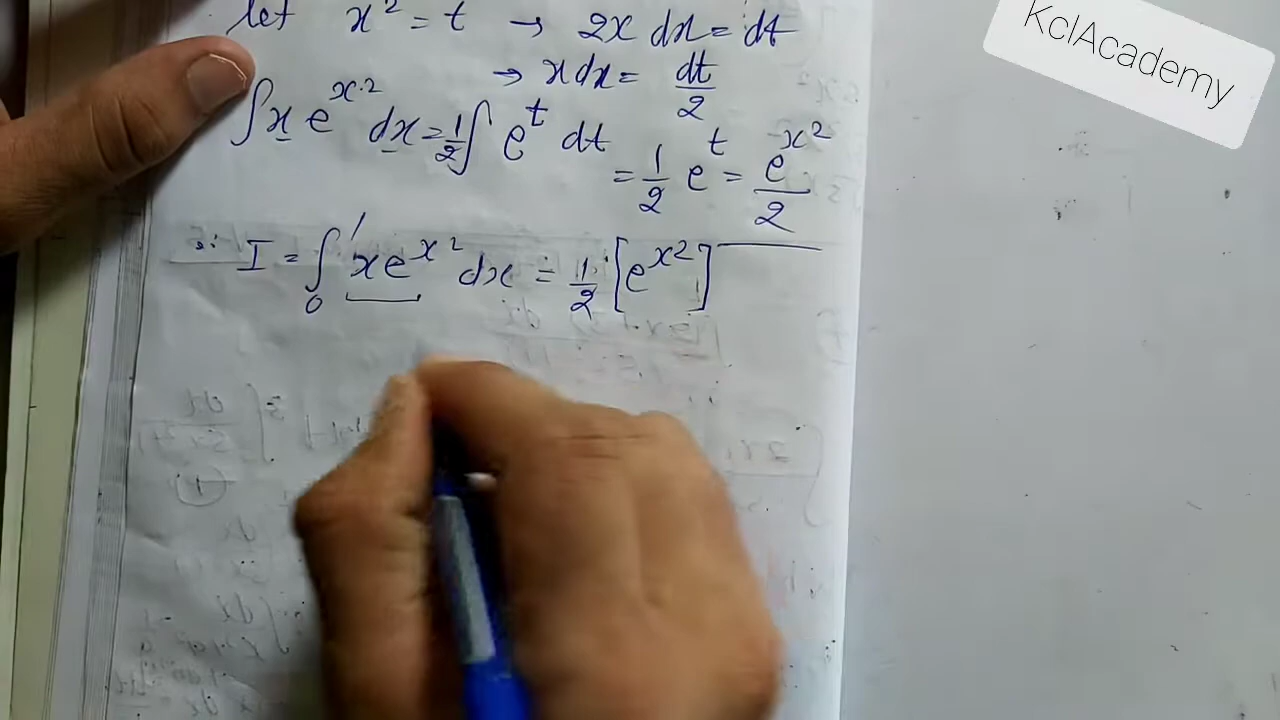 let x² = t → 2x dx = dt
→ x dx = dt/2
∫ x e^x² dx = 1/2 ∫ e^t dt
= 1/2 e^t = e^x²/2
∴ I = ∫₀¹ x e^x² dx = 1/2 [e^x²]
KclAcademy